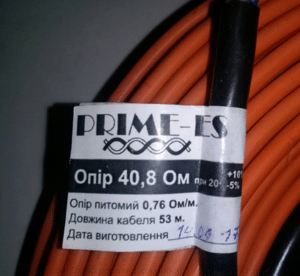 PRIME-ES
Опір 40,8 Ом при 20° +10% -5%
Опір питомий 0,76 Ом/м.
Довжина кабеля 53 м.
Дата виготовлення